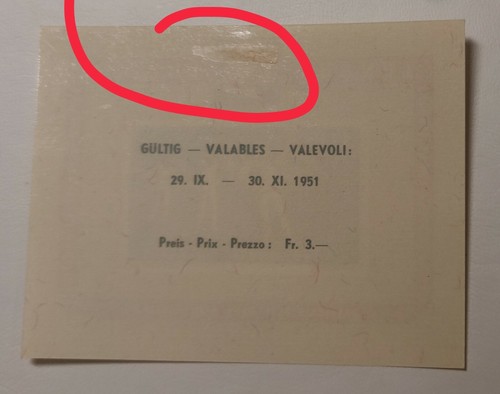 GÜLTIG — VALABLES — VALEVOLI:
29. IX. — 30. XI. 1951
Preis - Prix - Prezzo: Fr. 3.—